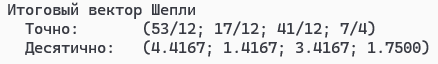 Итоговый вектор Шепли
Точно: (53/12; 17/12; 41/12; 7/4)
Десятично: (4.4167; 1.4167; 3.4167; 1.7500)